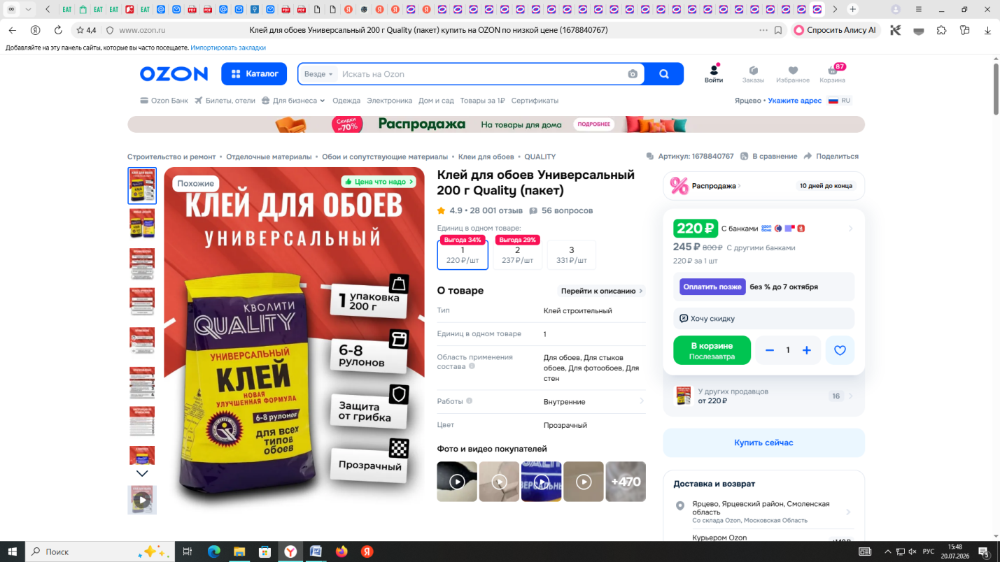 EAT
EAT
EAT
EAT
4,4
www.ozon.ru
Клей для обоев Универсальный 200 г Quality (пакет) купить на OZON по низкой цене (1678840767)
Спросить Алису AI
Добавляйте на эту панель сайты, которые вы часто посещаете. Импортировать закладки
OZON
Каталог
Везде
Искать на Ozon
Войти
Заказы
Избранное
87
Корзина
Ozon Банк
Билеты, отели
Для бизнеса
Одежда
Электроника
Дом и сад
Товары за 1₽
Сертификаты
Ярцево • Укажите адрес
RU
Скидки до 70%
Распродажа
На товары для дома
ПОДРОБНЕЕ
Строительство и ремонт • Отделочные материалы • Обои и сопутствующие материалы • Клеи для обоев • QUALITY
Артикул: 1678840767
В сравнение
Поделиться
Похожие
Цена что надо
КЛЕЙ ДЛЯ ОБОЕВ
УНИВЕРСАЛЬНЫЙ
КВОЛИТИ
QUALITY
УНИВЕРСАЛЬНЫЙ
КЛЕЙ
НОВАЯ
УЛУЧШЕННАЯ ФОРМУЛА
6-8 РУЛОНОВ
для всех
типов
обоев
1 упаковка
200 г
6-8
рулонов
Защита
от грибка
Прозрачный
Клей для обоев Универсальный
200 г Quality (пакет)
4.9 • 28 001 отзыв
56 вопросов
Единиц в одном товаре:
Выгода 34%
1
220 ₽/шт
Выгода 29%
2
237 ₽/шт
3
331 ₽/шт
О товаре
Перейти к описанию
Тип
Клей строительный
Единиц в одном товаре
1
Область применения
состава
Для обоев, Для стыков
обоев, Для фотообоев, Для
стен
Работы
Внутренние
Цвет
Прозрачный
Фото и видео покупателей
+470
Распродажа
10 дней до конца
220 ₽
С банками
245 ₽ 800 ₽ С другими банками
220 ₽ за 1 шт
Оплатить позже
без % до 7 октября
Хочу скидку
В корзине
Послезавтра
1
У других продавцов
от 220 ₽
16
Купить сейчас
Доставка и возврат
Ярцево, Ярцевский район, Смоленская
область
Со склада Ozon, Московская Область
Курьером Ozon
Поиск
РУС
15:48
20.07.2026
5